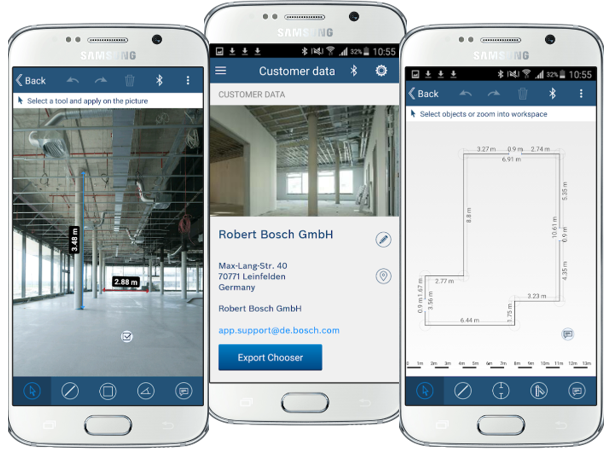 SAMSUNG
Back
Select a tool and apply on the picture
3.48 m
2.88 m
SAMSUNG
32% 10:55
Customer data
CUSTOMER DATA
Robert Bosch GmbH
Max-Lang-Str. 40
70771 Leinfelden
Germany
Robert Bosch GmbH
app.support@de.bosch.com
Export Chooser
SAMSUNG
32% 10:55
Back
Select objects or zoom into workspace
3.27 m 0.9 m 2.74 m
6.91 m
5.35 m
8.8 m
10.61 m
0.9 m
4.35 m
2.77 m
0.9 m 1.67 m
3.56 m
3.23 m
1.75 m
6.44 m
0 1m 2m 3m 4m 5m 6m 7m 8m 9m 10m 11m 12m 13m